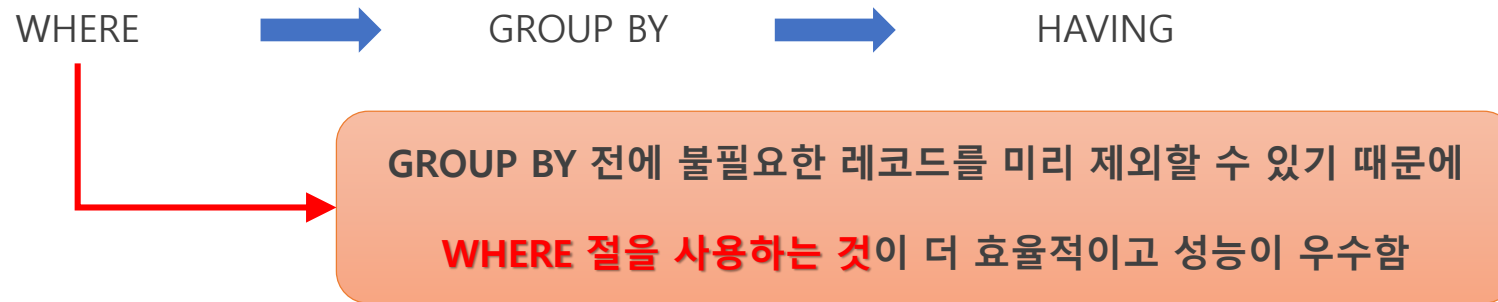 WHERE GROUP BY HAVING
GROUP BY 전에 불필요한 레코드를 미리 제외할 수 있기 때문에
WHERE 절을 사용하는 것이 더 효율적이고 성능이 우수함